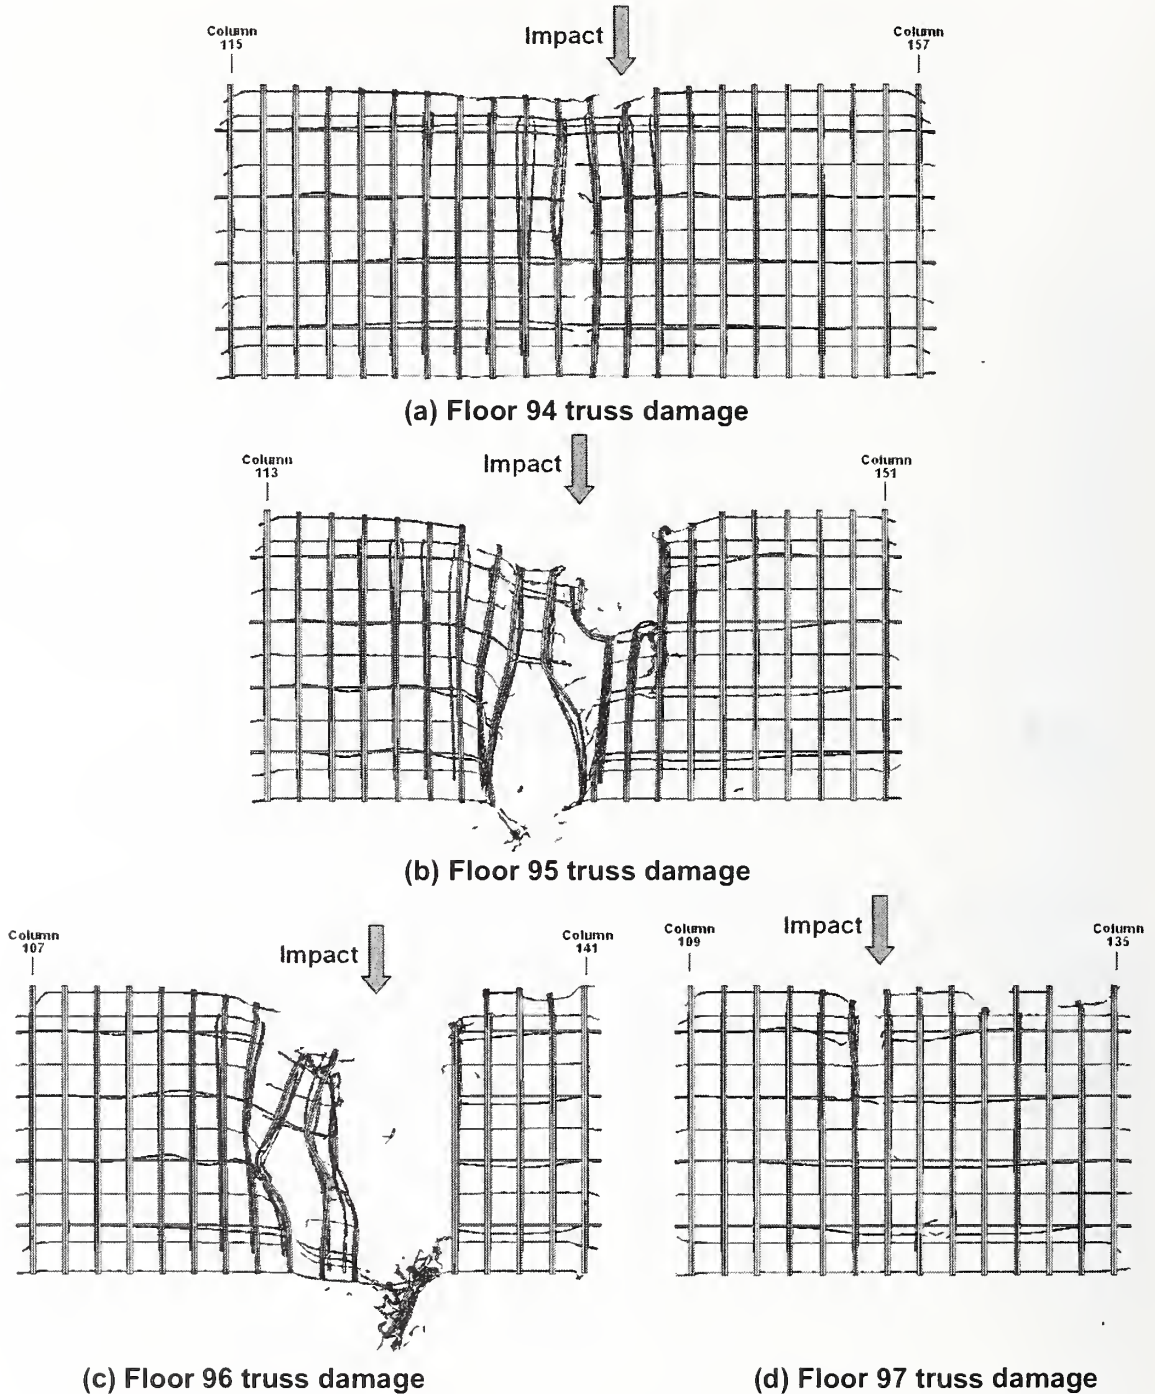 Impact
Column
115
Column
157
(a) Floor 94 truss damage
Impact
Column
113
Column
151
(b) Floor 95 truss damage
Impact
Column
107
Column
141
Impact
Column
109
Column
135
(c) Floor 96 truss damage
(d) Floor 97 truss damage